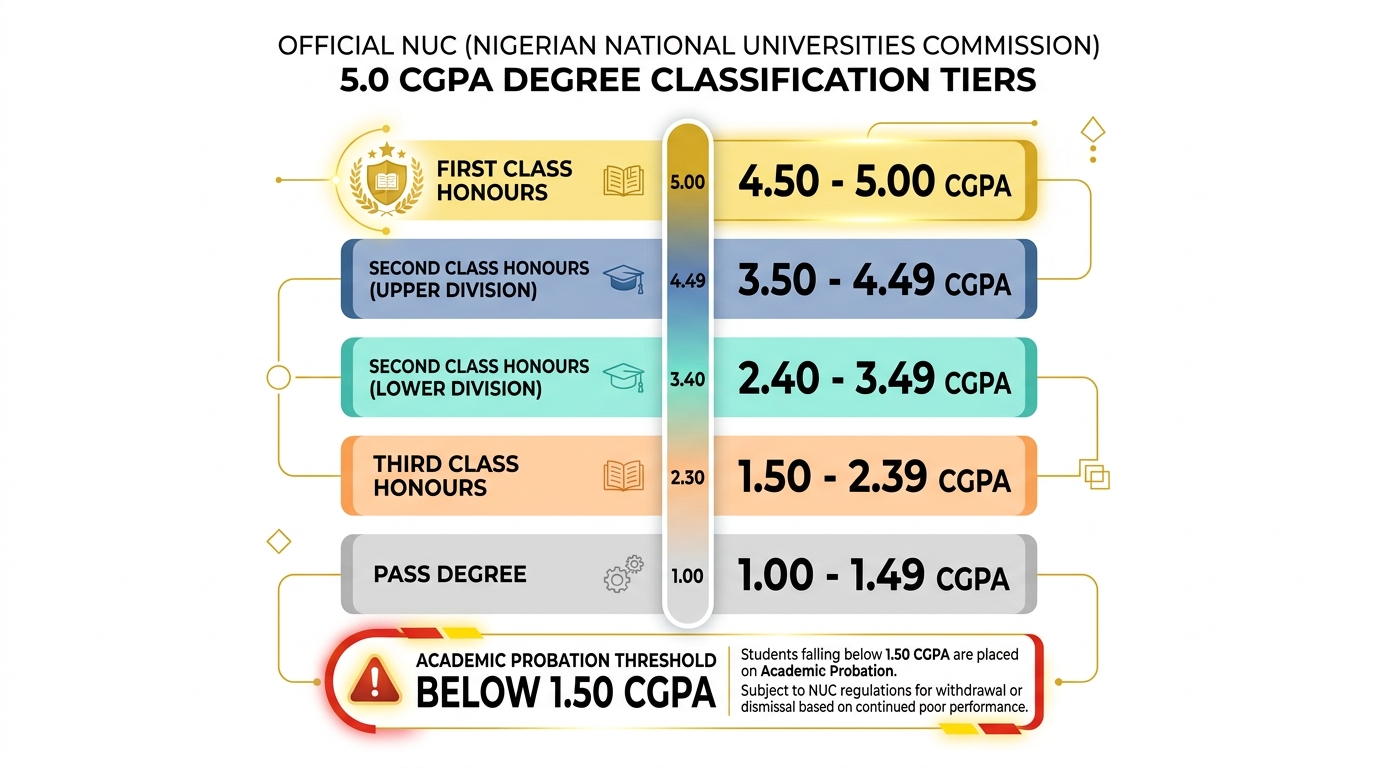 OFFICIAL NUC (NIGERIAN NATIONAL UNIVERSITIES COMMISSION)
5.0 CGPA DEGREE CLASSIFICATION TIERS
FIRST CLASS
HONOURS
5.00
4.50 - 5.00 CGPA
SECOND CLASS HONOURS
(UPPER DIVISION)
4.49
3.50 - 4.49 CGPA
SECOND CLASS HONOURS
(LOWER DIVISION)
3.40
2.40 - 3.49 CGPA
THIRD CLASS
HONOURS
2.30
1.50 - 2.39 CGPA
PASS DEGREE
1.00
1.00 - 1.49 CGPA
ACADEMIC PROBATION THRESHOLD
BELOW 1.50 CGPA
Students falling below 1.50 CGPA are placed
on Academic Probation.
Subject to NUC regulations for withdrawal or
dismissal based on continued poor performance.